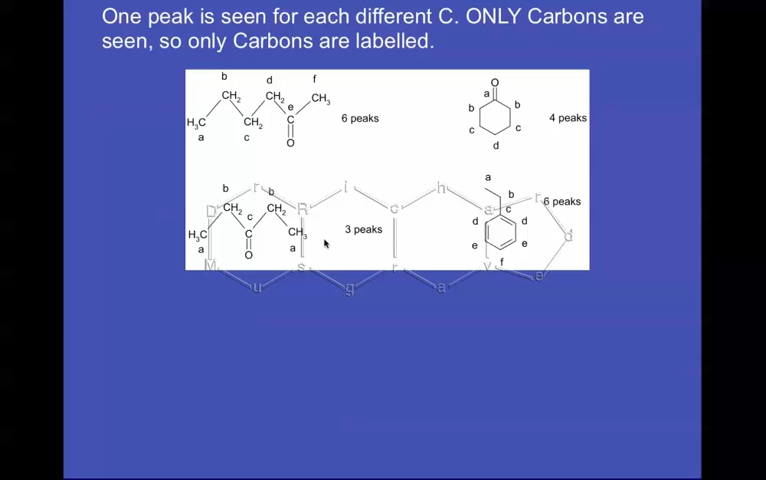 One peak is seen for each different C. ONLY Carbons are
seen, so only Carbons are labelled.
b d f
CH2 CH2 CH3
e
H3C CH2 C 6 peaks
a c O
O
a
b b
c c 4 peaks
d
b b
CH2 CH2
c
H3C C CH3 3 peaks
a O a
a
b
c 6 peaks
d d
e e
f
D r R i c h a r d
M u s g r a v e